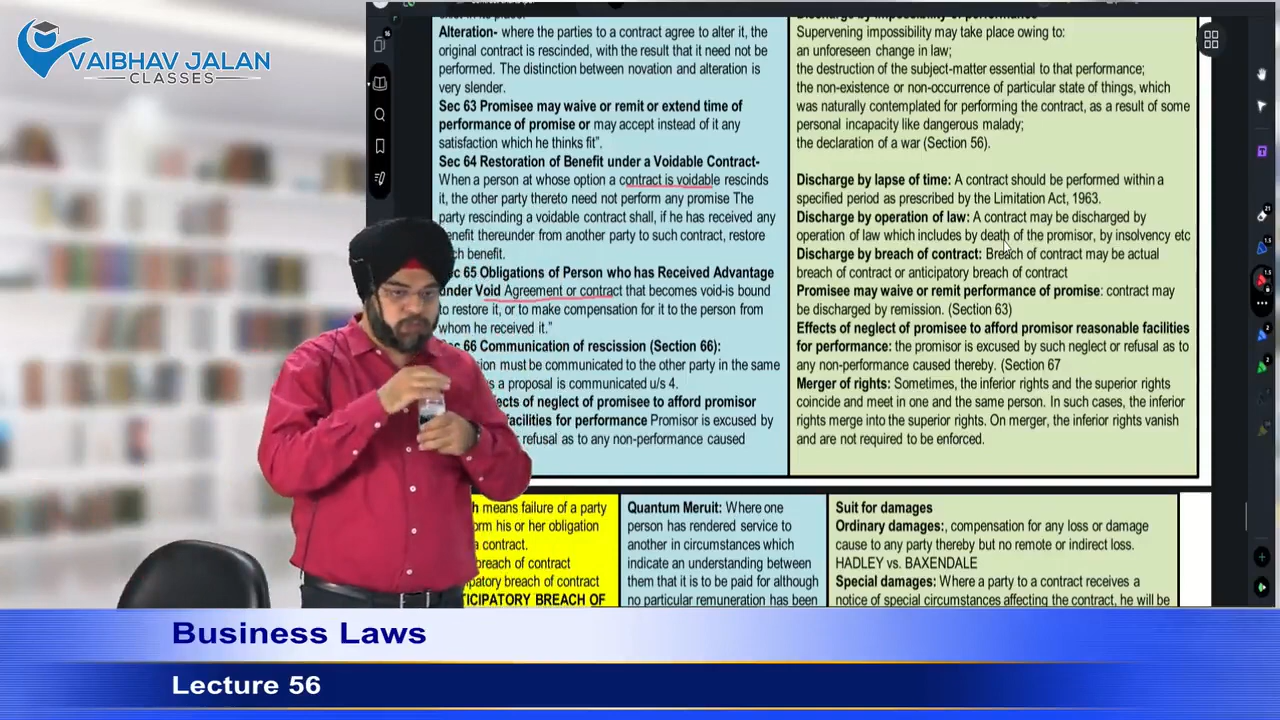 VAIBHAV JALAN
CLASSES
Alteration- where the parties to a contract agree to alter it, the
original contract is rescinded, with the result that it need not be
performed. The distinction between novation and alteration is
very slender.
Sec 63 Promisee may waive or remit or extend time of
performance of promise or may accept instead of it any
satisfaction which he thinks fit”.
Sec 64 Restoration of Benefit under a Voidable Contract-
When a person at whose option a contract is voidable rescinds
it, the other party thereto need not perform any promise The
party rescinding a voidable contract shall, if he has received any
benefit thereunder from another party to such contract, restore
benefit.
Sec 65 Obligations of Person who has Received Advantage
under Void Agreement or contract that becomes void-is bound
to restore it, or to make compensation for it to the person from
whom he received it.”
Sec 66 Communication of rescission (Section 66):
must be communicated to the other party in the same
a proposal is communicated u/s 4.
of neglect of promisee to afford promisor
facilities for performance Promisor is excused by
refusal as to any non-performance caused
Discharge by impossibility of performance
Supervening impossibility may take place owing to:
an unforeseen change in law;
the destruction of the subject-matter essential to that performance;
the non-existence or non-occurrence of particular state of things, which
was naturally contemplated for performing the contract, as a result of some
personal incapacity like dangerous malady;
the declaration of a war (Section 56).
Discharge by lapse of time: A contract should be performed within a
specified period as prescribed by the Limitation Act, 1963.
Discharge by operation of law: A contract may be discharged by
operation of law which includes by death of the promisor, by insolvency etc
Discharge by breach of contract: Breach of contract may be actual
breach of contract or anticipatory breach of contract
Promisee may waive or remit performance of promise: contract may
be discharged by remission. (Section 63)
Effects of neglect of promisee to afford promisor reasonable facilities
for performance: the promisor is excused by such neglect or refusal as to
any non-performance caused thereby. (Section 67
Merger of rights: Sometimes, the inferior rights and the superior rights
coincide and meet in one and the same person. In such cases, the inferior
rights merge into the superior rights. On merger, the inferior rights vanish
and are not required to be enforced.
means failure of a party
his or her obligation
a contract.
breach of contract
breach of contract
BREACH OF
Quantum Meruit: Where one
person has rendered service to
another in circumstances which
indicate an understanding between
them that it is to be paid for although
no particular remuneration has been
Suit for damages
Ordinary damages:, compensation for any loss or damage
cause to any party thereby but no remote or indirect loss.
HADLEY vs. BAXENDALE
Special damages: Where a party to a contract receives a
notice of special circumstances affecting the contract, he will be
Business Laws
Lecture 56